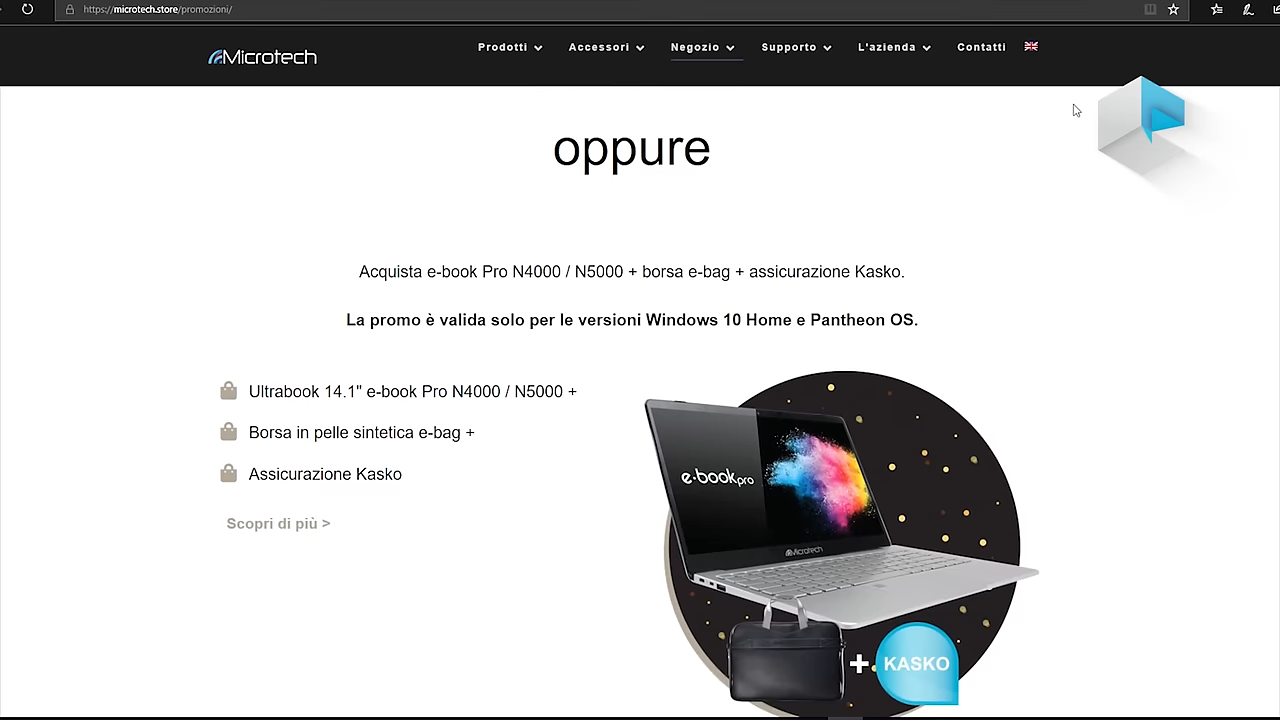 https://microtech.store/promozioni/
Microtech
Prodotti Accessori Negozio Supporto L'azienda Contatti
oppure
Acquista e-book Pro N4000 / N5000 + borsa e-bag + assicurazione Kasko.
La promo è valida solo per le versioni Windows 10 Home e Pantheon OS.
Ultrabook 14.1" e-book Pro N4000 / N5000 +
Borsa in pelle sintetica e-bag +
Assicurazione Kasko
Scopri di più >
e-book pro
Microtech
+ KASKO